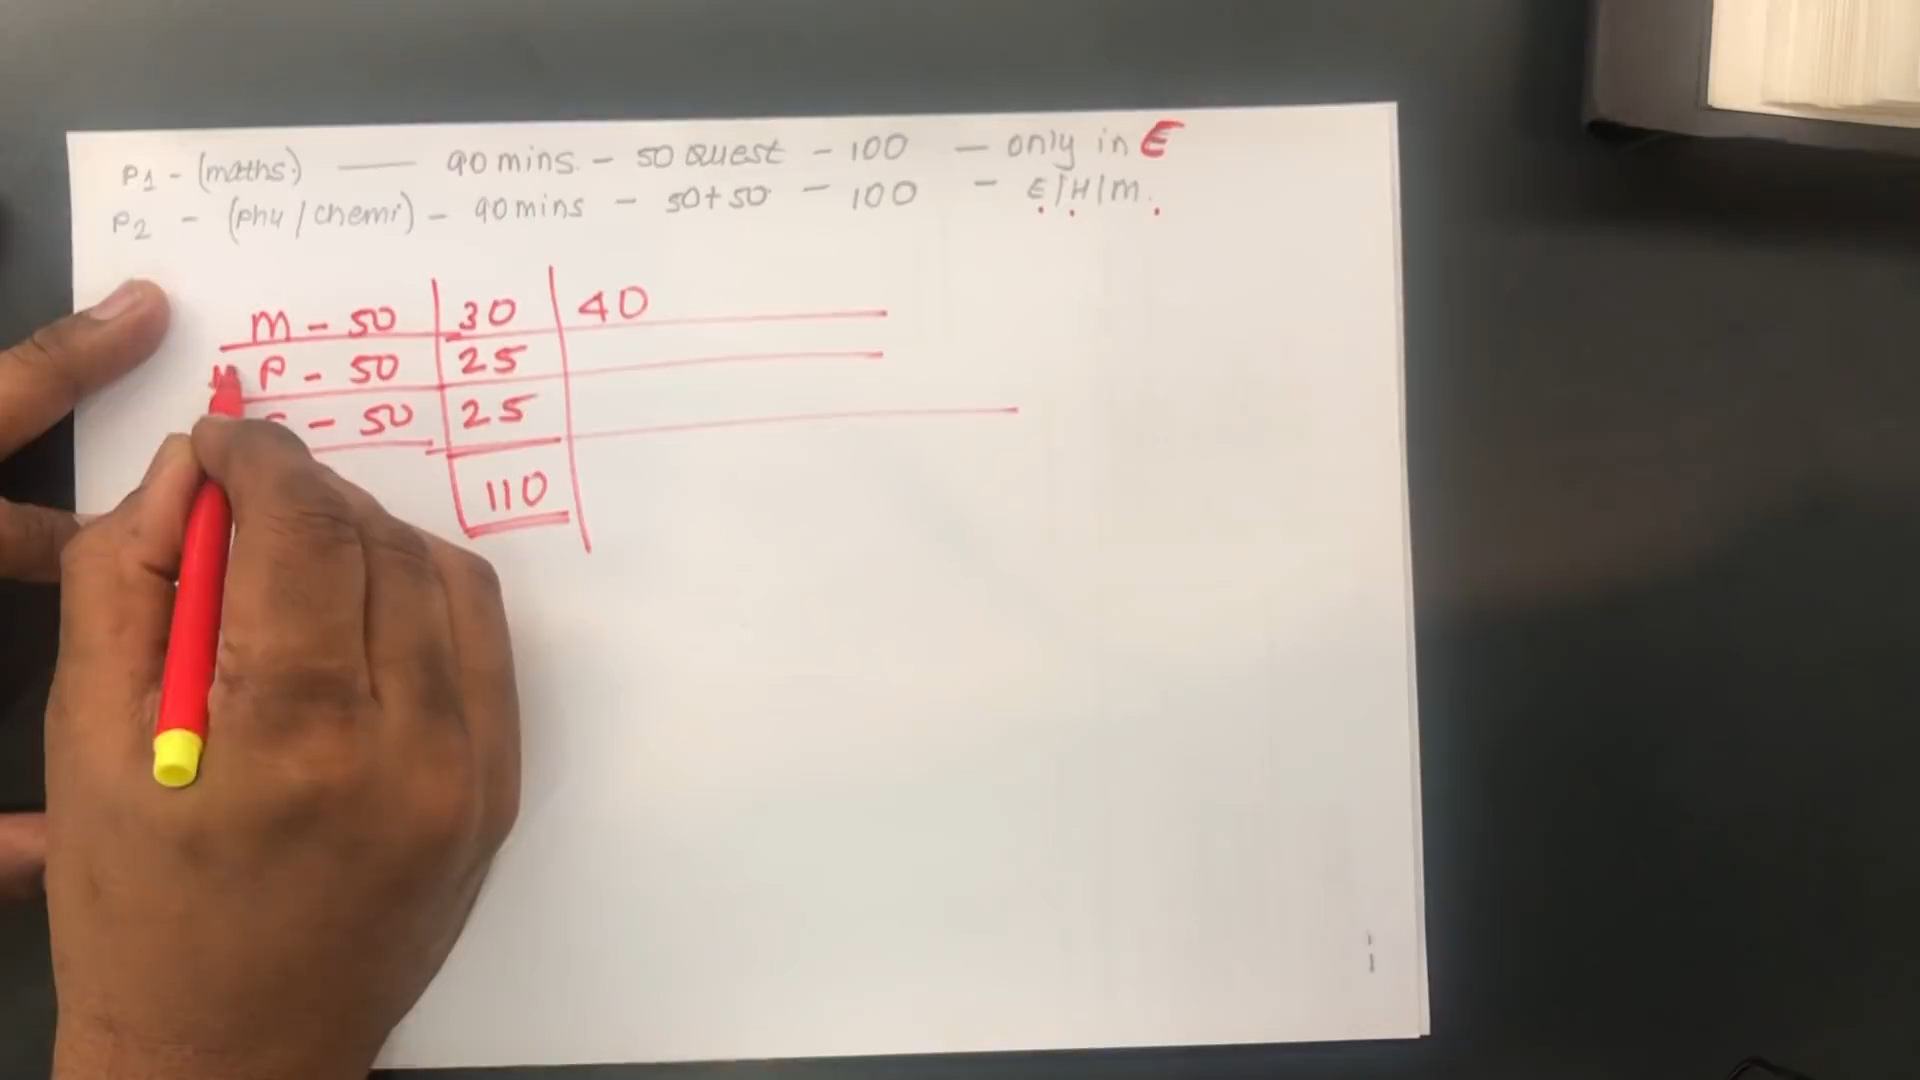 P1 - (maths) — 90 mins. - 50 Quest - 100 - only in E
P2 - (phy / chemi) - 90 mins - 50+50 - 100 - E/H/M.
M - 50 | 30 | 40
P - 50 | 25
- 50 | 25
110